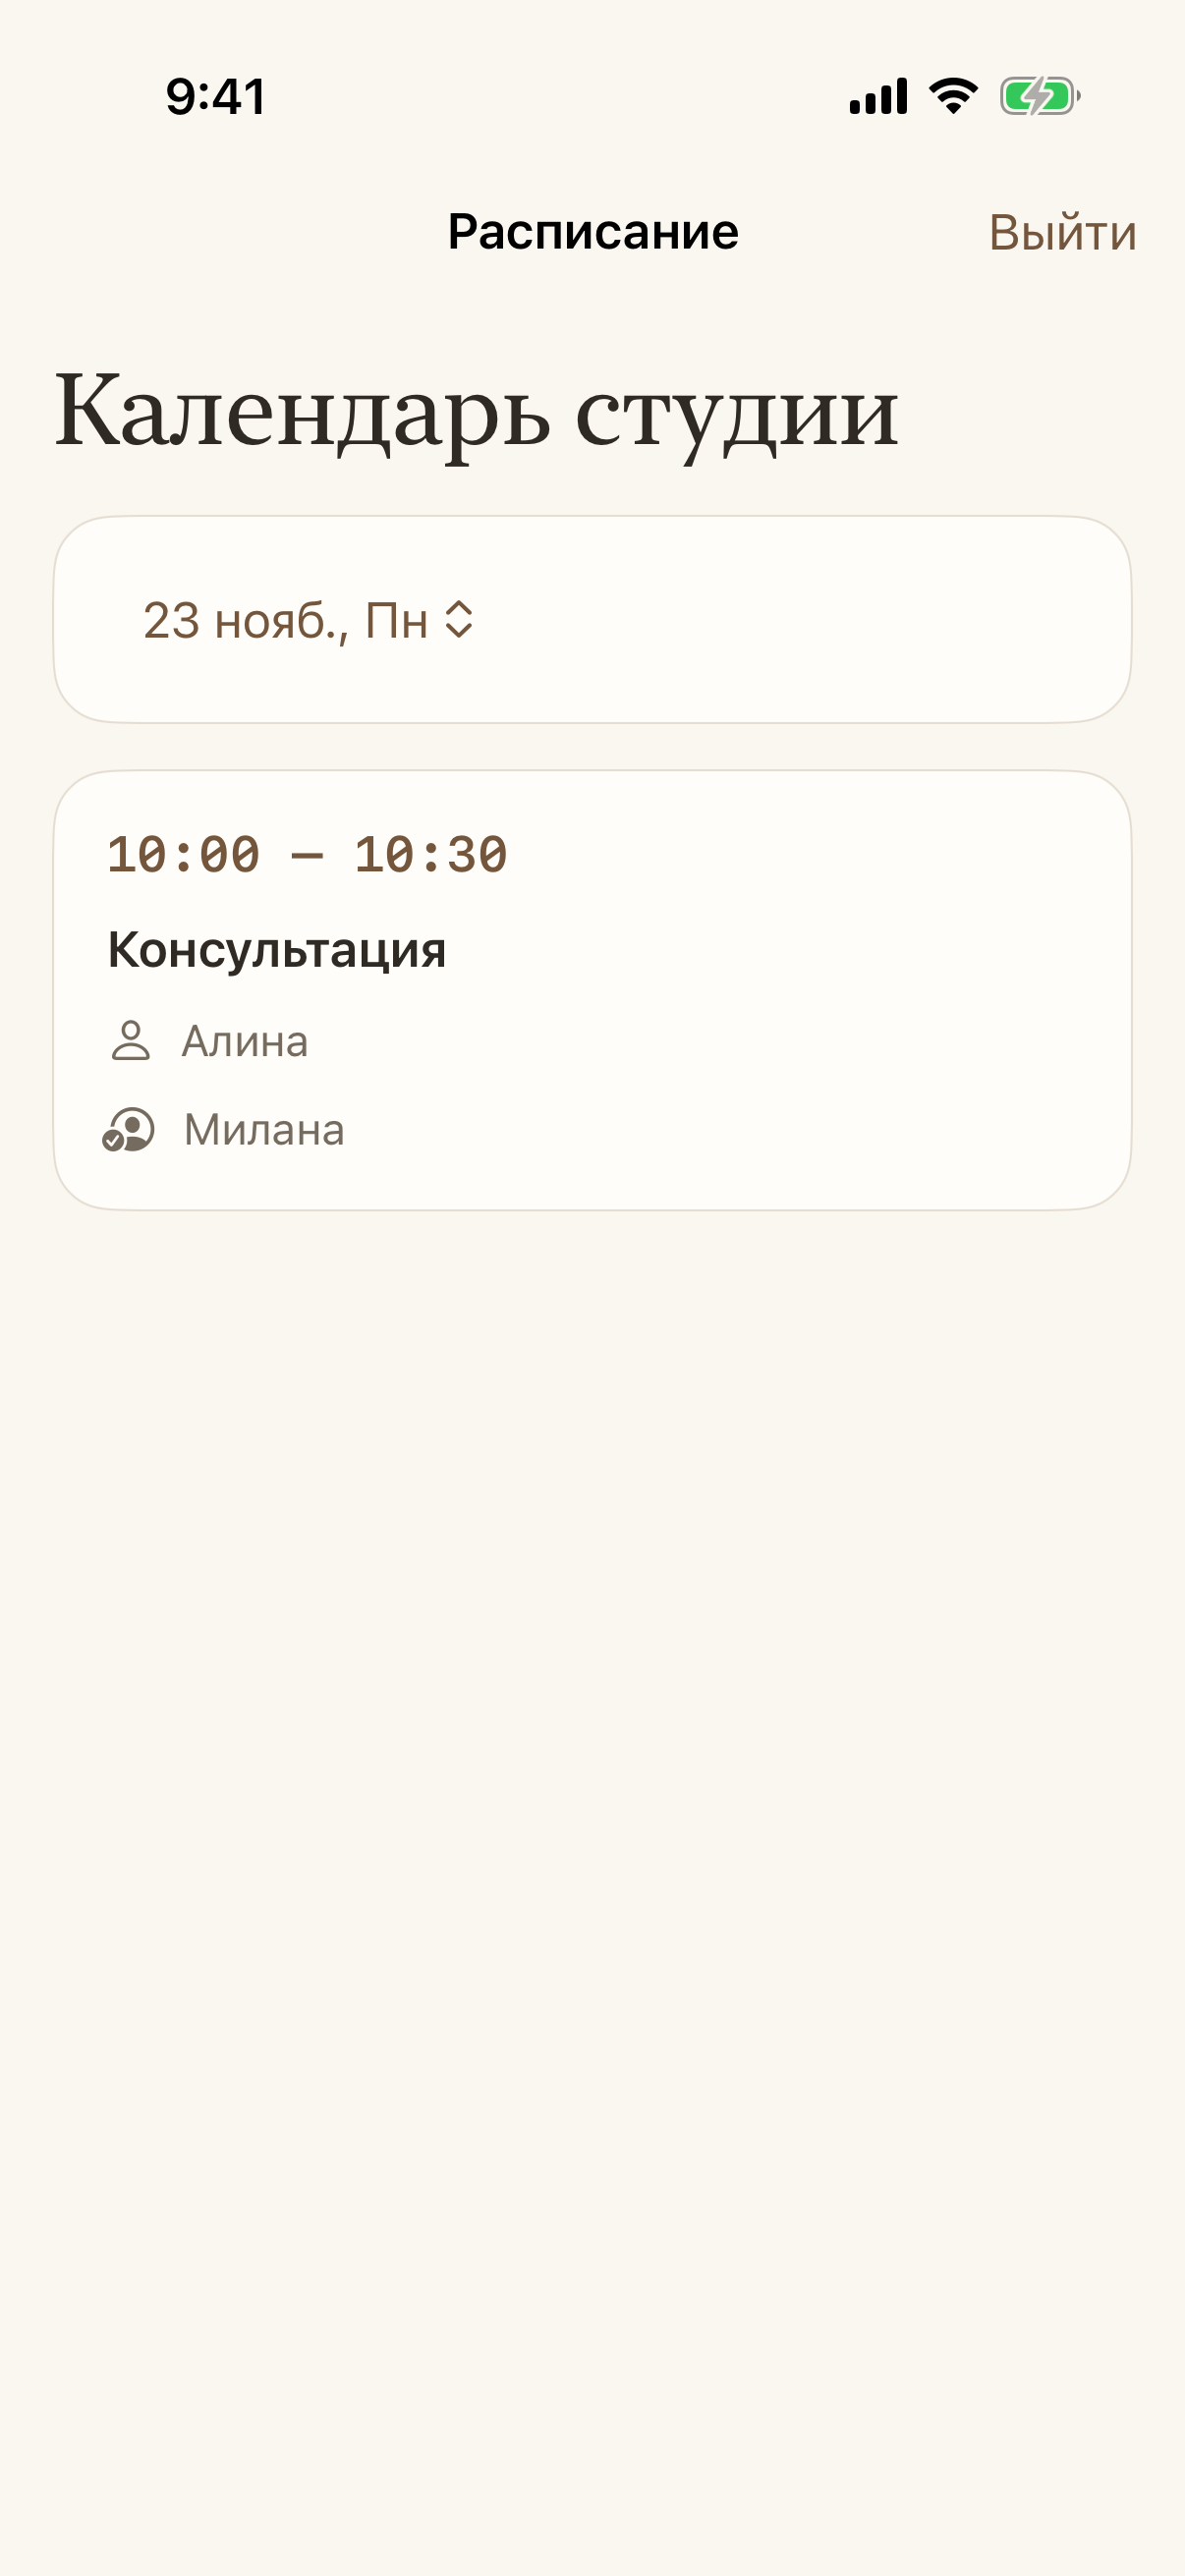 9:41
Расписание
Выйти
Календарь студии
23 нояб., Пн
10:00 — 10:30
Консультация
Алина
Милана